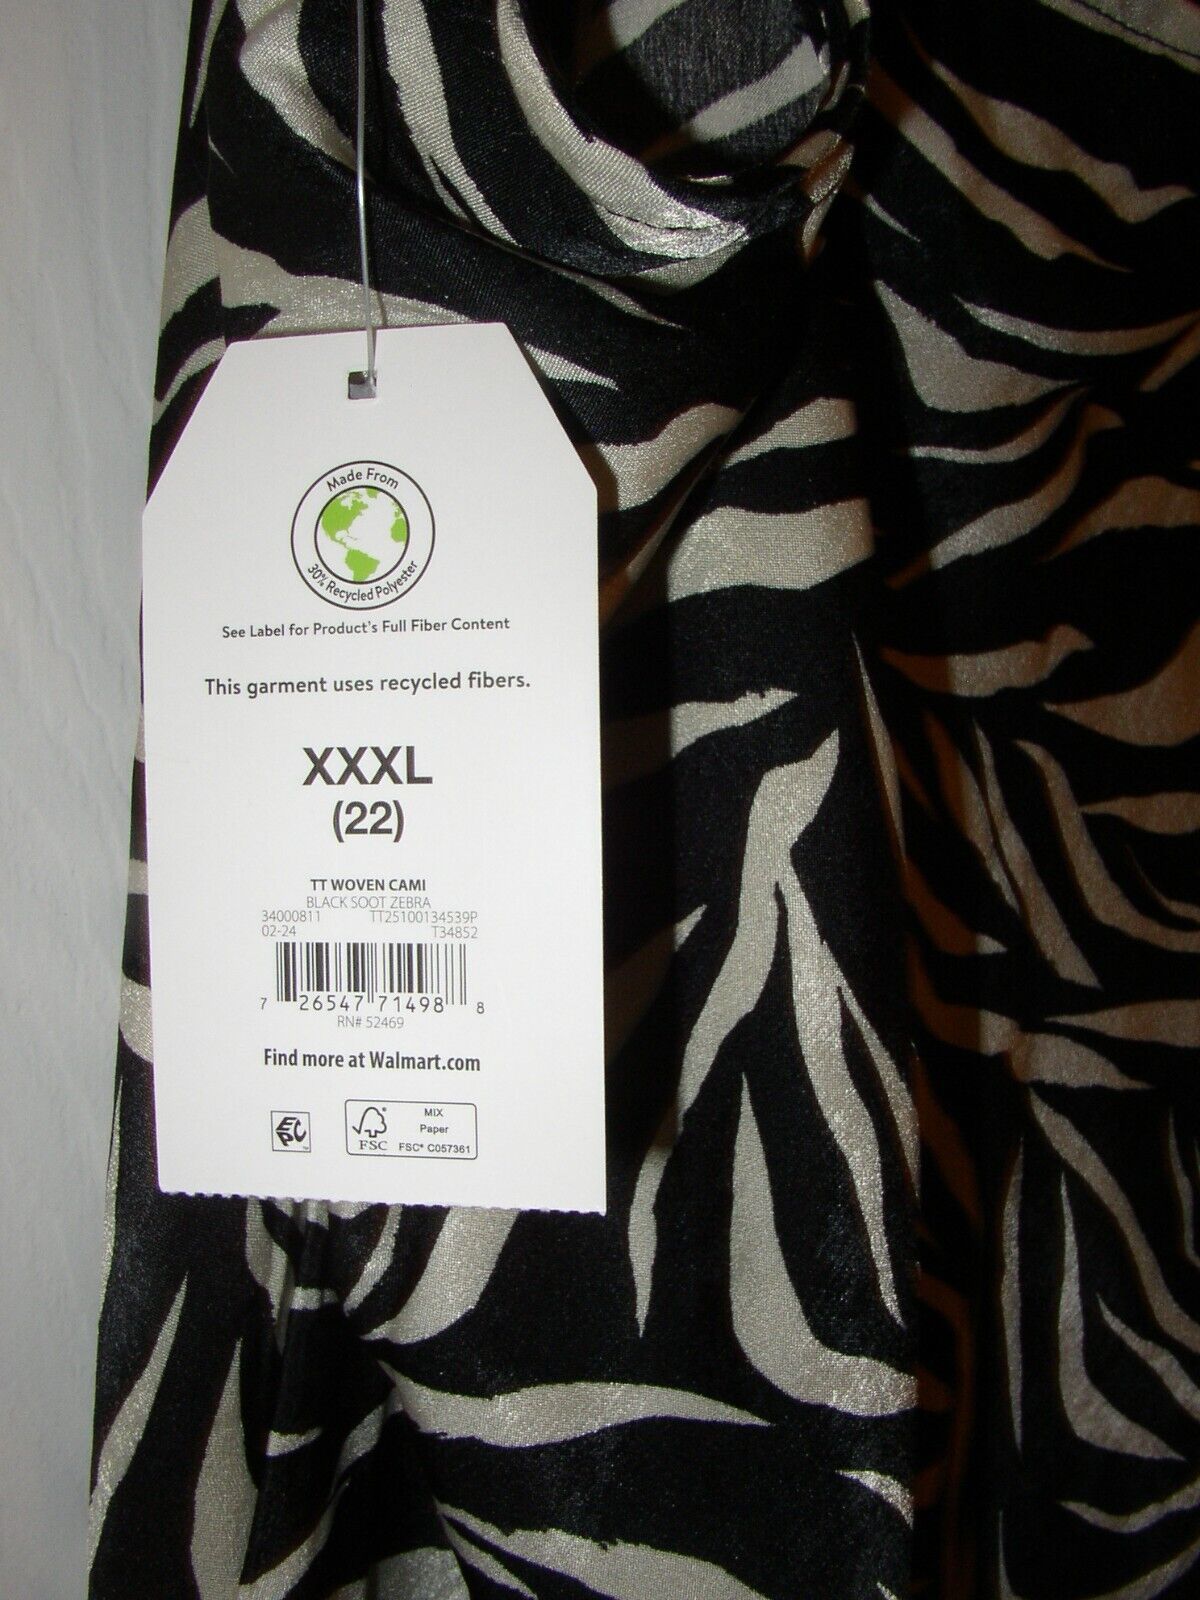 Made From
30% Recycled Polyester
See Label for Product's Full Fiber Content
This garment uses recycled fibers.
XXXL
(22)
TT WOVEN CAMI
BLACK SOOT ZEBRA
34000811 TT25100134539P
02-24 T34852
7 26547 71498 8
RN# 52469
Find more at Walmart.com
EPC
FSC
MIX
Paper
FSC® C057361